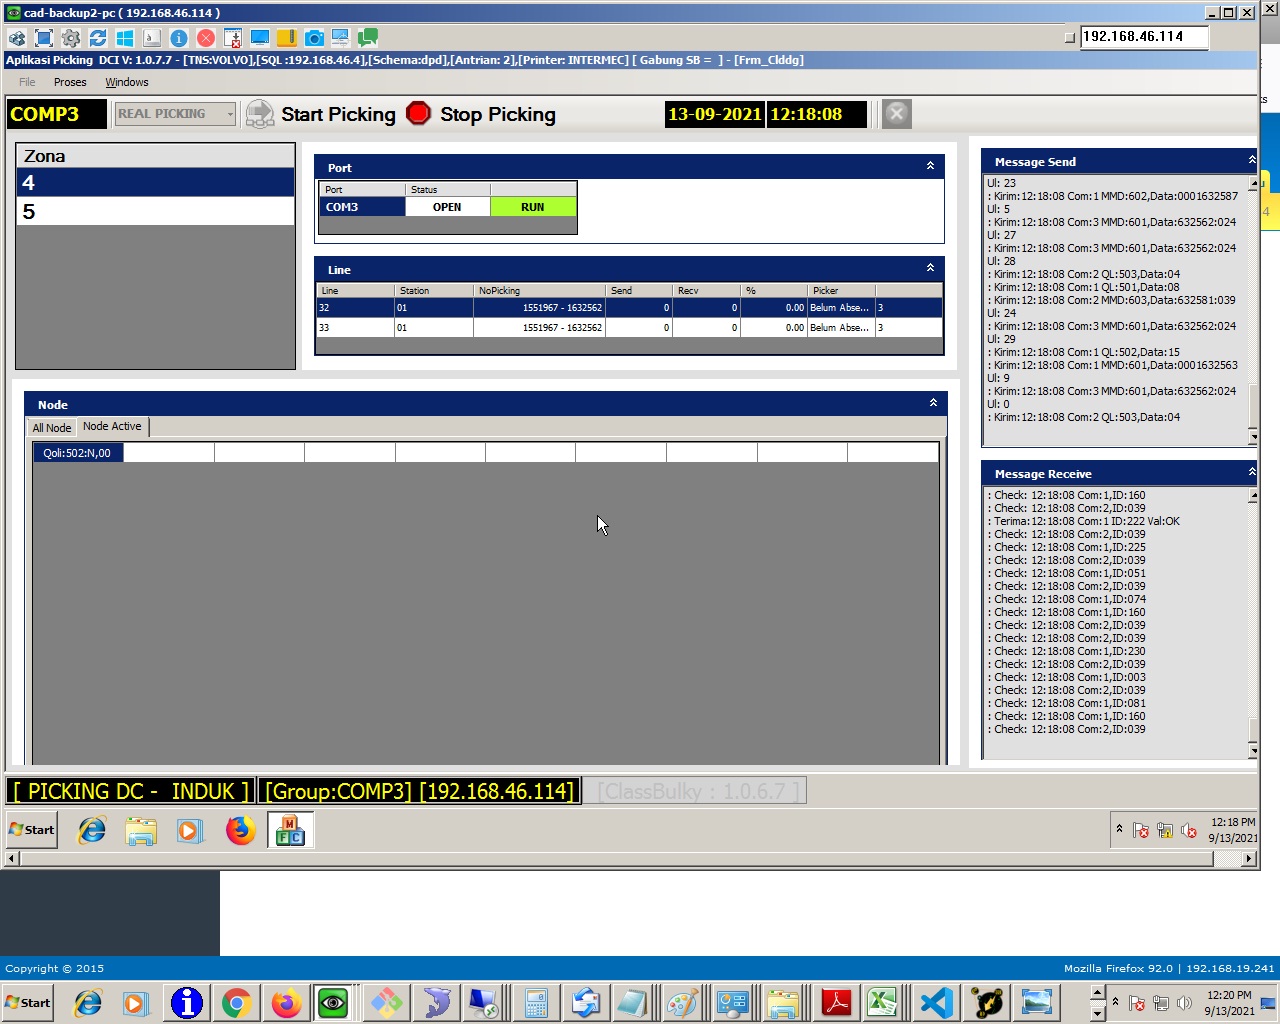 cad-backup2-pc ( 192.168.46.114 )
192.168.46.114
Aplikasi Picking DCI V: 1.0.7.7 - [TNS:VOLVO],[SQL :192.168.46.4],[Schema:dpd],[Antrian: 2],[Printer: INTERMEC] [ Gabung SB = ] - [Frm_Clddg]
File Proses Windows
COMP3 REAL PICKING Start Picking Stop Picking 13-09-2021 12:18:08
Zona
4
5
Port
Port Status
COM3 OPEN RUN
Line
Line Station NoPicking Send Recv % Picker
32 01 1551967 - 1632562 0 0 0.00 Belum Abse... 3
33 01 1551967 - 1632562 0 0 0.00 Belum Abse... 3
Node
All Node Node Active
Qoli:502:N,00
Message Send
Ul: 23
: Kirim:12:18:08 Com:1 MMD:602,Data:0001632587
Ul: 5
: Kirim:12:18:08 Com:3 MMD:601,Data:632562:024
Ul: 27
: Kirim:12:18:08 Com:3 MMD:601,Data:632562:024
Ul: 28
: Kirim:12:18:08 Com:2 QL:503,Data:04
: Kirim:12:18:08 Com:1 QL:501,Data:08
: Kirim:12:18:08 Com:2 MMD:603,Data:632581:039
Ul: 24
: Kirim:12:18:08 Com:3 MMD:601,Data:632562:024
Ul: 29
: Kirim:12:18:08 Com:1 QL:502,Data:15
: Kirim:12:18:08 Com:1 MMD:601,Data:0001632563
Ul: 9
: Kirim:12:18:08 Com:3 MMD:601,Data:632562:024
Ul: 0
: Kirim:12:18:08 Com:2 QL:503,Data:04
Message Receive
: Check: 12:18:08 Com:1,ID:160
: Check: 12:18:08 Com:2,ID:039
: Terima:12:18:08 Com:1 ID:222 Val:OK
: Check: 12:18:08 Com:2,ID:039
: Check: 12:18:08 Com:1,ID:225
: Check: 12:18:08 Com:2,ID:039
: Check: 12:18:08 Com:1,ID:051
: Check: 12:18:08 Com:2,ID:039
: Check: 12:18:08 Com:1,ID:074
: Check: 12:18:08 Com:1,ID:160
: Check: 12:18:08 Com:2,ID:039
: Check: 12:18:08 Com:2,ID:039
: Check: 12:18:08 Com:1,ID:230
: Check: 12:18:08 Com:2,ID:039
: Check: 12:18:08 Com:1,ID:003
: Check: 12:18:08 Com:2,ID:039
: Check: 12:18:08 Com:1,ID:081
: Check: 12:18:08 Com:1,ID:160
: Check: 12:18:08 Com:2,ID:039
[ PICKING DC - INDUK ] [Group:COMP3] [192.168.46.114] [ClassBulky : 1.0.6.7 ]
Start
MFC
12:18 PM
9/13/2021
Copyright © 2015
Mozilla Firefox 92.0 | 192.168.19.241
Start
12:20 PM
9/13/2021